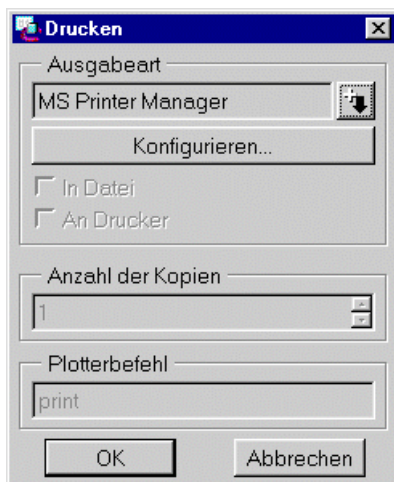 Drucken
Ausgabeart
MS Printer Manager
Konfigurieren...
In Datei
An Drucker
Anzahl der Kopien
1
Plotterbefehl
print
OK
Abbrechen